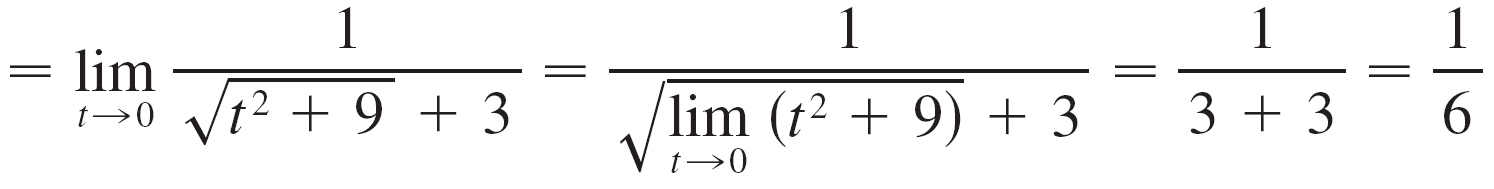 = lim_{t→0} 1/(√(t² + 9) + 3) = 1/(√(lim_{t→0} (t² + 9)) + 3) = 1/(3 + 3) = 1/6